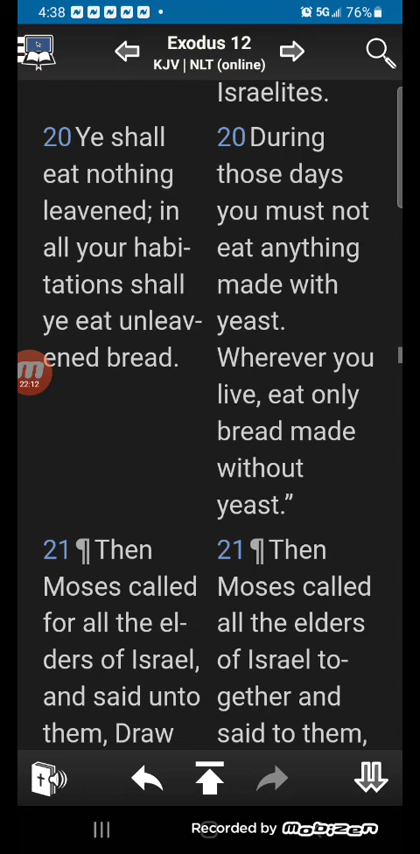 4:38 5G 76%
Exodus 12
KJV | NLT (online)
Israelites.
20 Ye shall
eat nothing
leavened; in
all your habi-
tations shall
ye eat unleav-
ened bread.
20 During
those days
you must not
eat anything
made with
yeast.
Wherever you
live, eat only
bread made
without
yeast.”
21 ¶ Then
Moses called
for all the el-
ders of Israel,
and said unto
them, Draw
21 ¶ Then
Moses called
all the elders
of Israel to-
gether and
said to them,
22:12
Recorded by mobizen